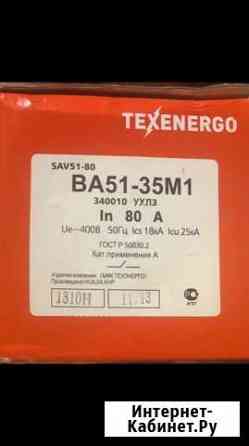 TEXENERGO
SAV51-80
ВА51-35М1
340010 УХЛ3
In 80 А
Ue~400В 50Гц Ics 18кА Icu 25кА
ГОСТ Р 50030.2
Кат. применения А
1310М 11.13
Интернет-
Кабинет.Ру